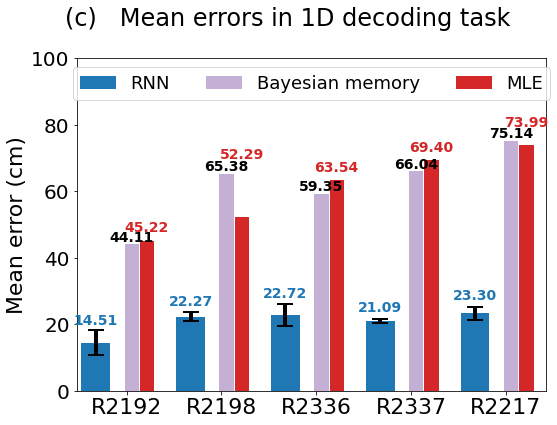 (c) Mean errors in 1D decoding task
RNN Bayesian memory MLE
Mean error (cm)
100
80
60
40
20
0
14.51 44.11 45.22
22.27 65.38 52.29
22.72 59.35 63.54
21.09 66.04 69.40
23.30 75.14 73.99
R2192 R2198 R2336 R2337 R2217